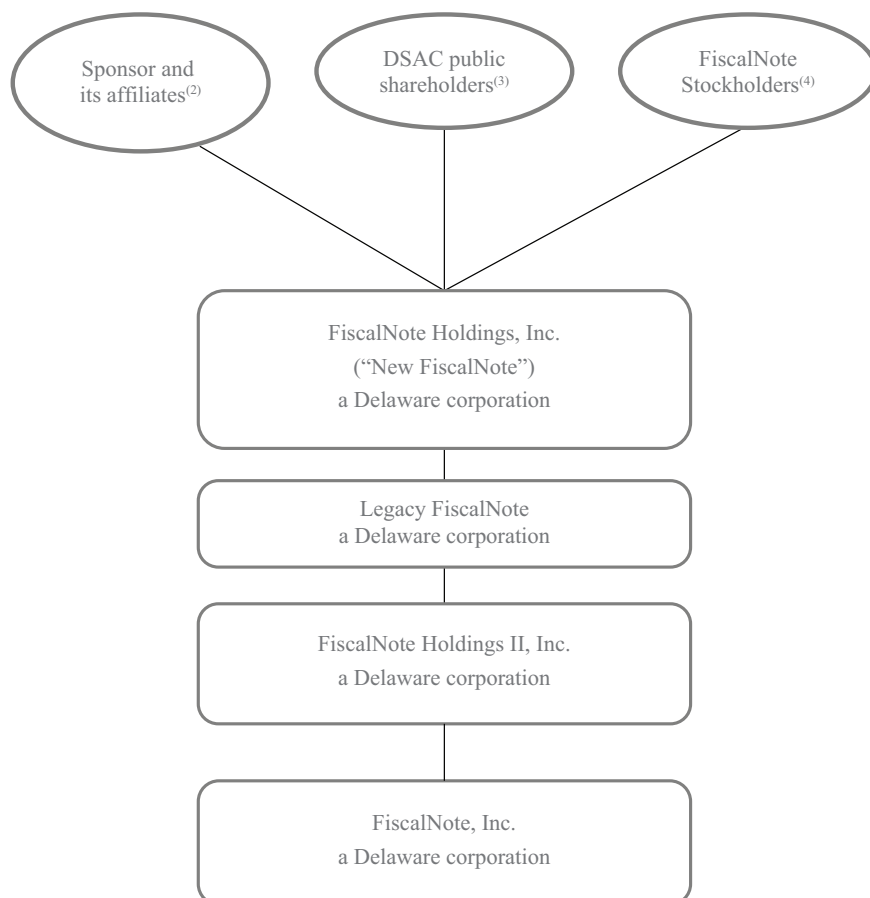 Sponsor and
its affiliates(2)
DSAC public
shareholders(3)
FiscalNote
Stockholders(4)
FiscalNote Holdings, Inc.
(“New FiscalNote”)
a Delaware corporation
Legacy FiscalNote
a Delaware corporation
FiscalNote Holdings II, Inc.
a Delaware corporation
FiscalNote, Inc.
a Delaware corporation